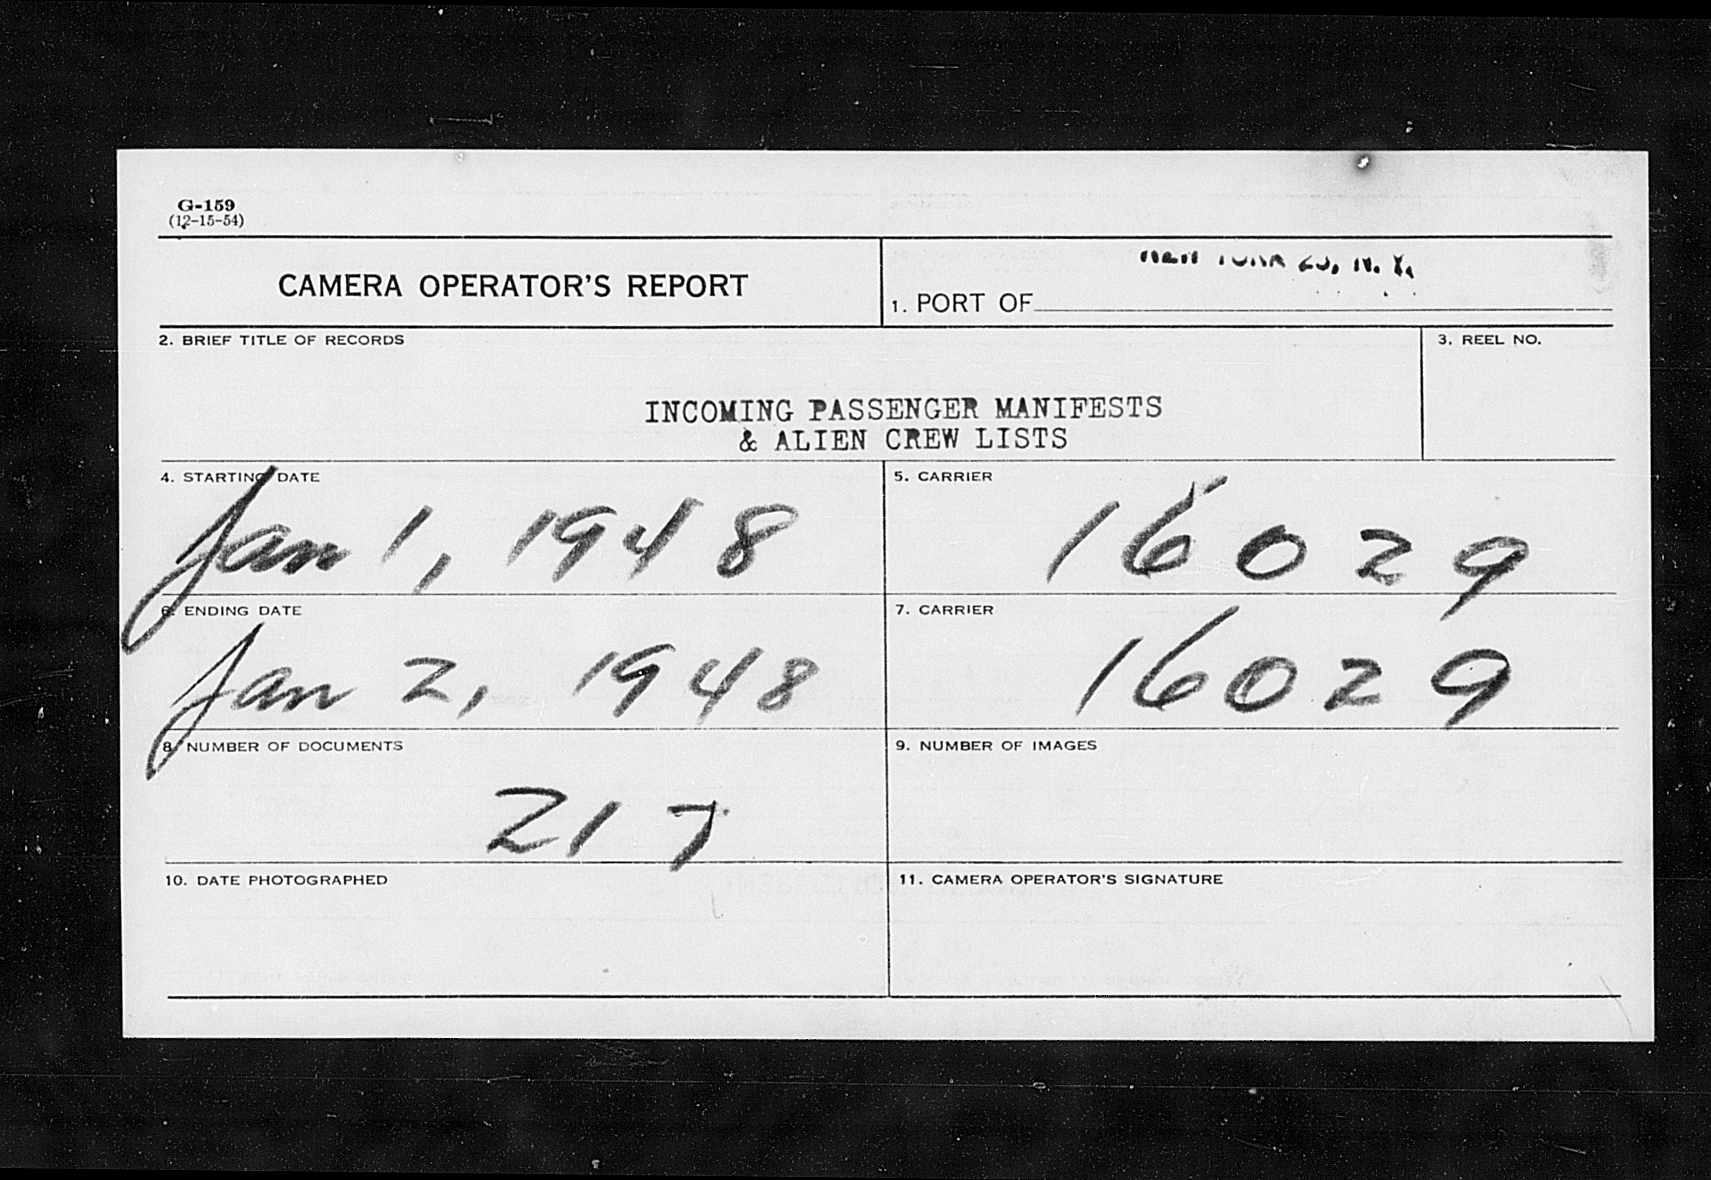 G-159
(12-15-54)
CAMERA OPERATOR'S REPORT
NEW YORK 25, N. Y.
1. PORT OF
2. BRIEF TITLE OF RECORDS
3. REEL NO.
INCOMING PASSENGER MANIFESTS
& ALIEN CREW LISTS
4. STARTING DATE
5. CARRIER
Jan 1, 1948
16029
6. ENDING DATE
7. CARRIER
Jan 2, 1948
16029
8. NUMBER OF DOCUMENTS
9. NUMBER OF IMAGES
217
10. DATE PHOTOGRAPHED
11. CAMERA OPERATOR'S SIGNATURE